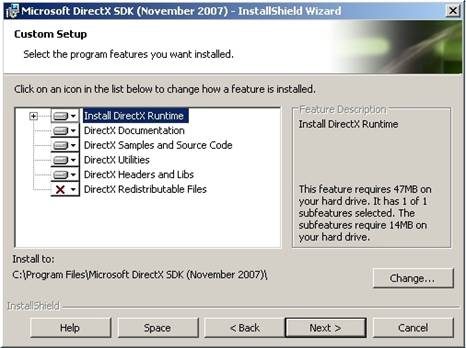 Microsoft DirectX SDK (November 2007) - InstallShield Wizard
Custom Setup
Select the program features you want installed.
Click on an icon in the list below to change how a feature is installed.
Install DirectX Runtime
DirectX Documentation
DirectX Samples and Source Code
DirectX Utilities
DirectX Headers and Libs
DirectX Redistributable Files
Feature Description
Install DirectX Runtime
This feature requires 47MB on
your hard drive. It has 1 of 1
subfeatures selected. The
subfeatures require 14MB on
your hard drive.
Install to:
C:\Program Files\Microsoft DirectX SDK (November 2007)\
Change...
InstallShield
Help
Space
< Back
Next >
Cancel